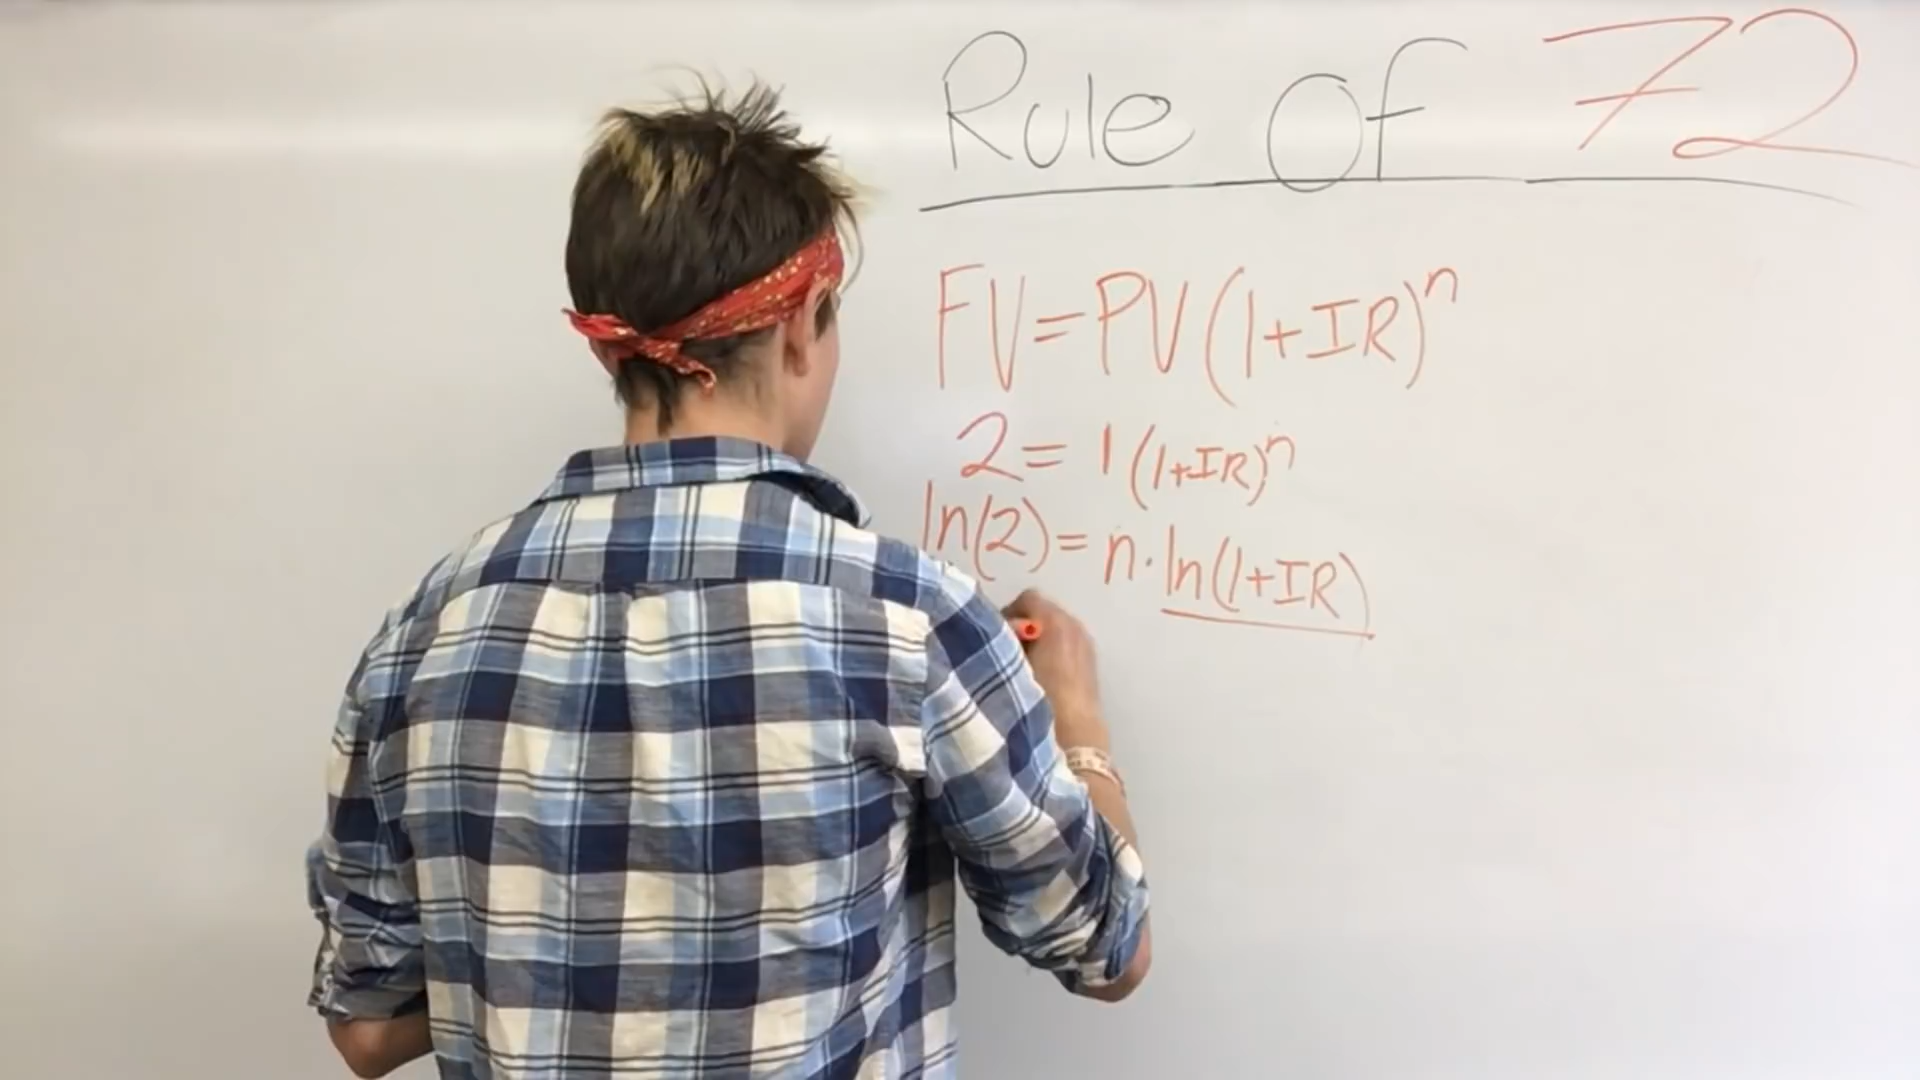 Rule Of 72
FV=PV(1+IR)ⁿ
2= 1(1+IR)ⁿ
ln(2)= n·ln(1+IR)